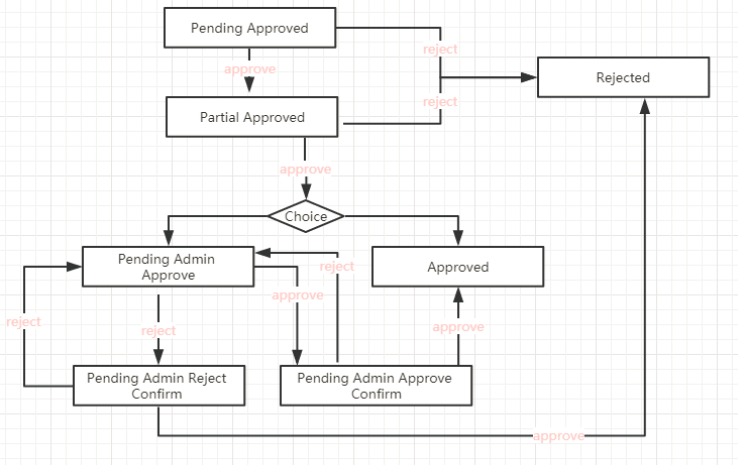 Pending Approved
reject
approve
Rejected
reject
Partial Approved
approve
Choice
Pending Admin
Approve
reject
Approved
approve
reject
reject
approve
Pending Admin Reject
Confirm
Pending Admin Approve
Confirm
approve